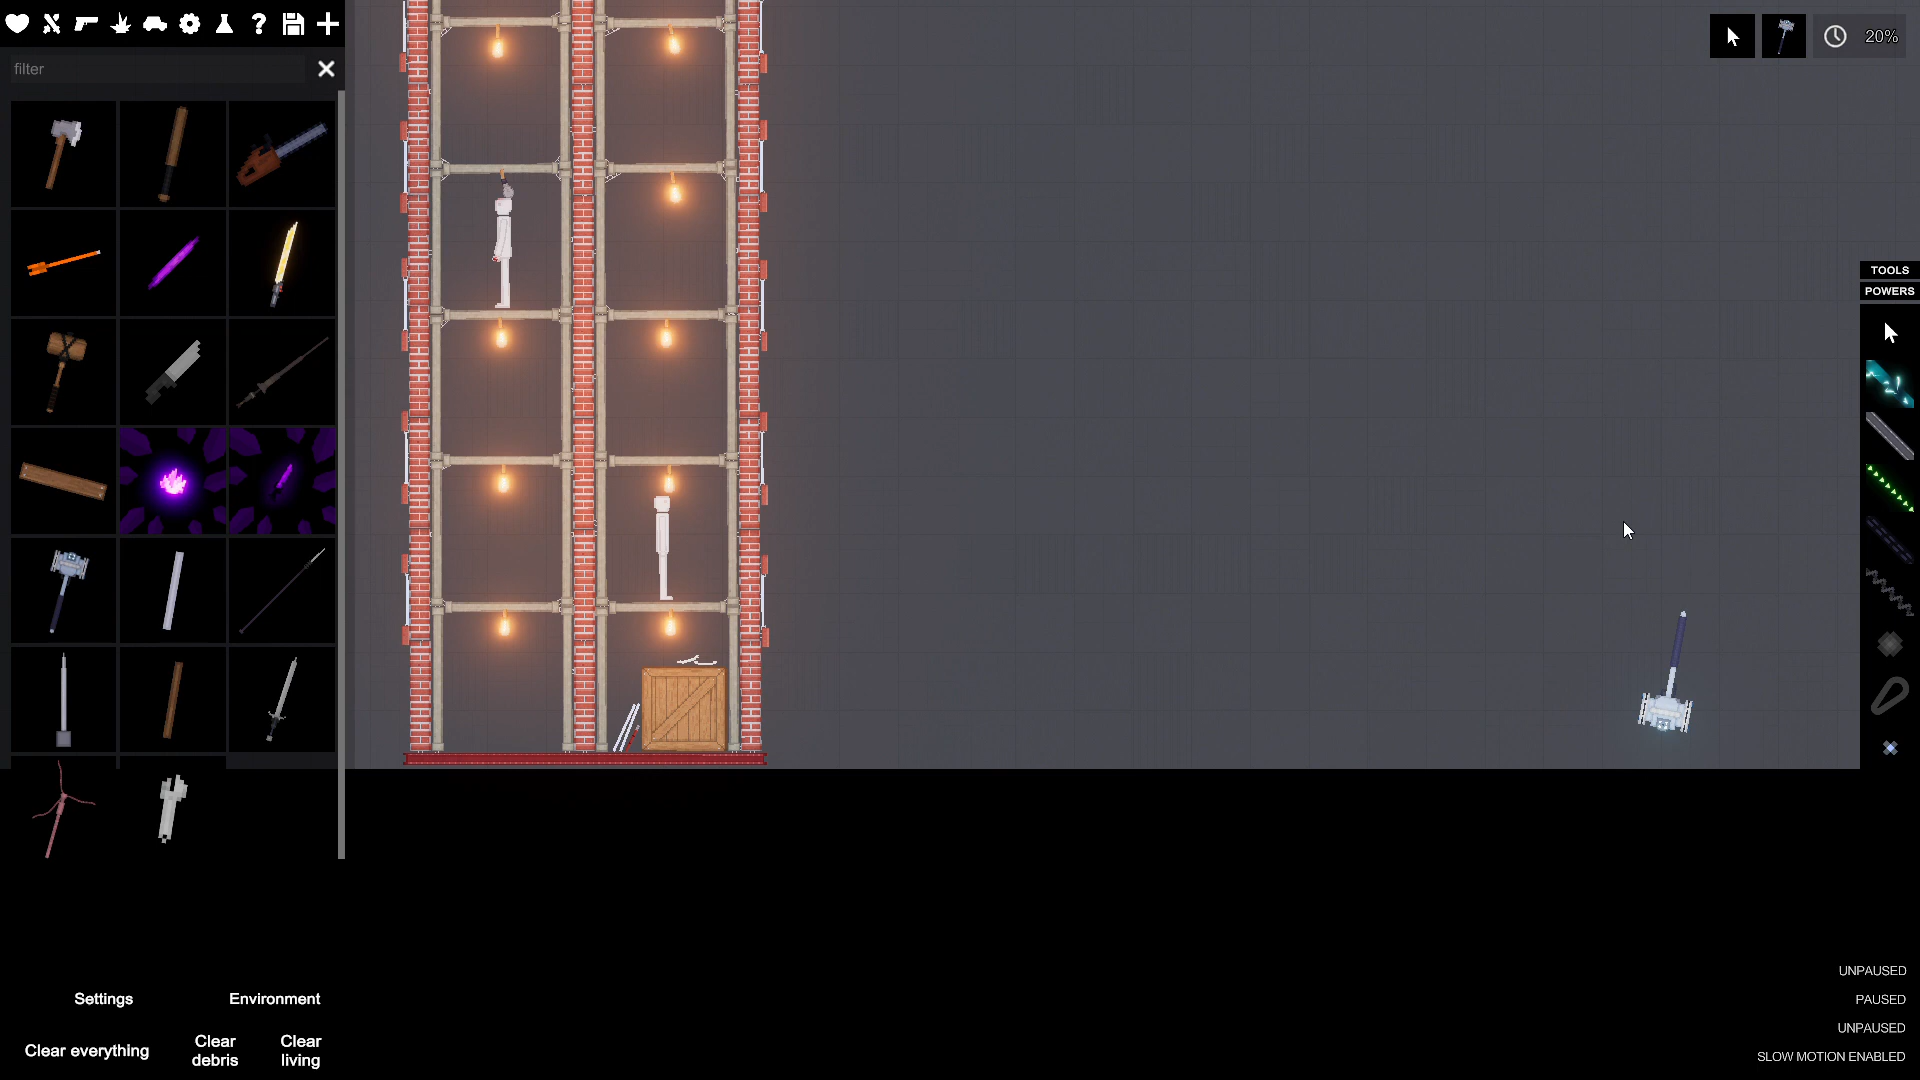 filter
20%
TOOLS
POWERS
UNPAUSED
PAUSED
UNPAUSED
SLOW MOTION ENABLED
Settings
Environment
Clear everything
Clear debris
Clear living